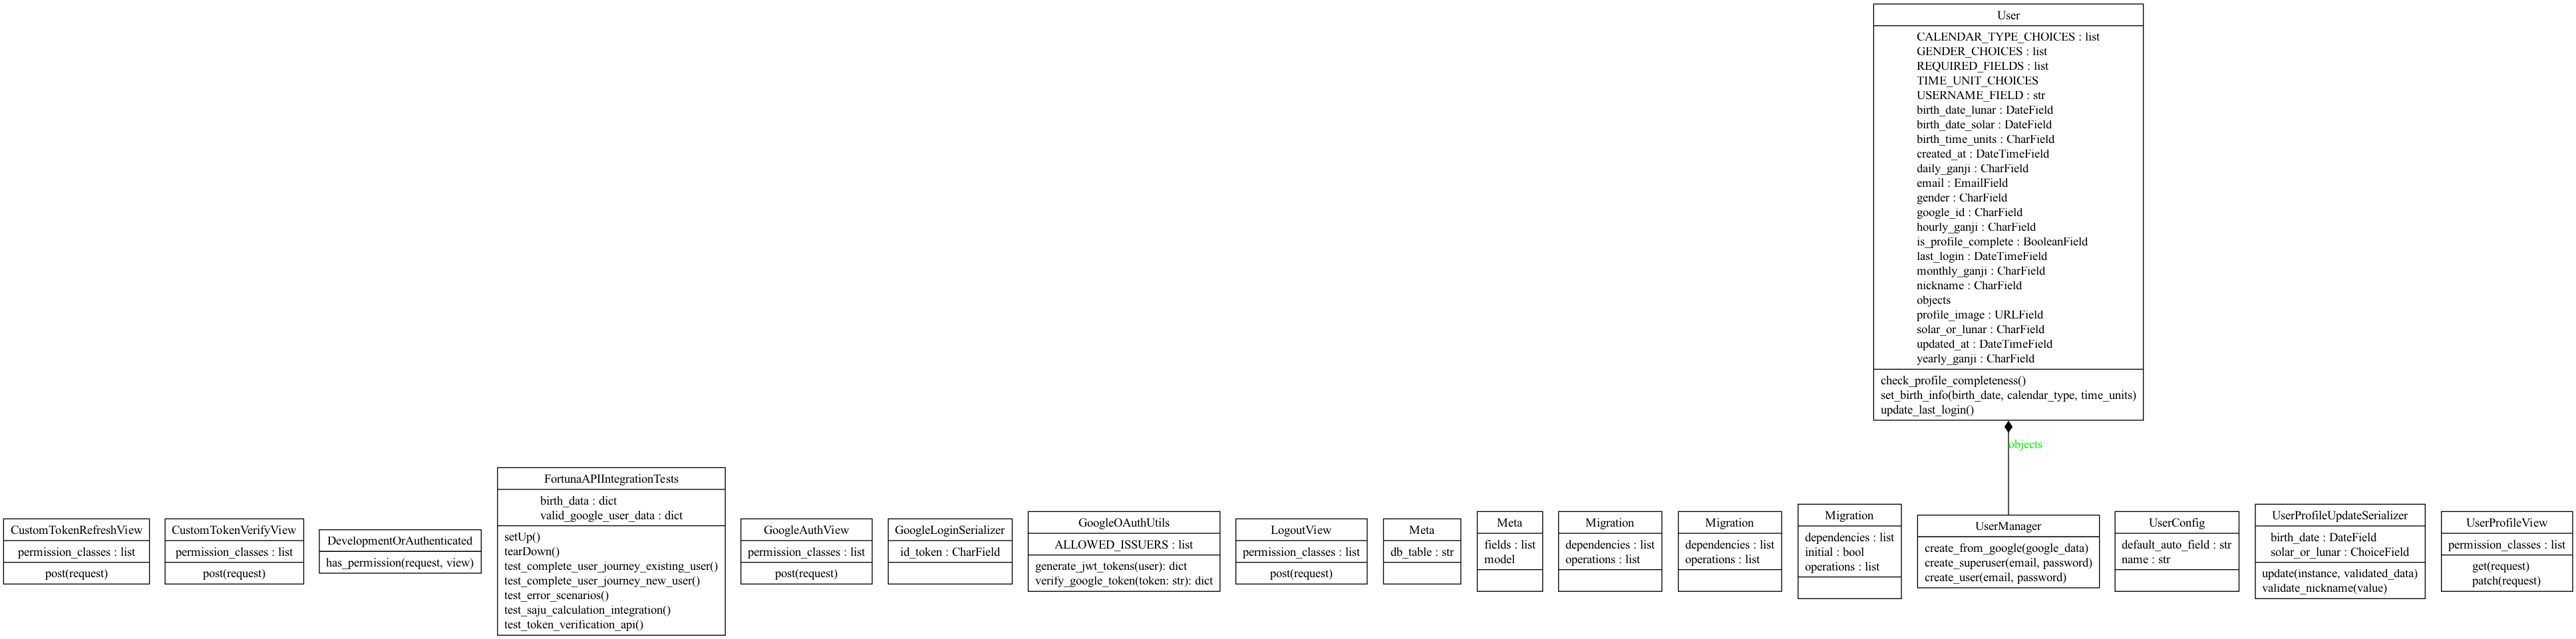 User
CALENDAR_TYPE_CHOICES : list
GENDER_CHOICES : list
REQUIRED_FIELDS : list
TIME_UNIT_CHOICES
USERNAME_FIELD : str
birth_date_lunar : DateField
birth_date_solar : DateField
birth_time_units : CharField
created_at : DateTimeField
daily_ganji : CharField
email : EmailField
gender : CharField
google_id : CharField
hourly_ganji : CharField
is_profile_complete : BooleanField
last_login : DateTimeField
monthly_ganji : CharField
nickname : CharField
objects
profile_image : URLField
solar_or_lunar : CharField
updated_at : DateTimeField
yearly_ganji : CharField
check_profile_completeness()
set_birth_info(birth_date, calendar_type, time_units)
update_last_login()
objects
CustomTokenRefreshView
permission_classes : list
post(request)
CustomTokenVerifyView
permission_classes : list
post(request)
DevelopmentOrAuthenticated
has_permission(request, view)
FortunaAPIIntegrationTests
birth_data : dict
valid_google_user_data : dict
setUp()
tearDown()
test_complete_user_journey_existing_user()
test_complete_user_journey_new_user()
test_error_scenarios()
test_saju_calculation_integration()
test_token_verification_api()
GoogleAuthView
permission_classes : list
post(request)
GoogleLoginSerializer
id_token : CharField
GoogleOAuthUtils
ALLOWED_ISSUERS : list
generate_jwt_tokens(user): dict
verify_google_token(token: str): dict
LogoutView
permission_classes : list
post(request)
Meta
db_table : str
Meta
fields : list
model
Migration
dependencies : list
operations : list
Migration
dependencies : list
operations : list
Migration
dependencies : list
initial : bool
operations : list
UserManager
create_from_google(google_data)
create_superuser(email, password)
create_user(email, password)
UserConfig
default_auto_field : str
name : str
UserProfileUpdateSerializer
birth_date : DateField
solar_or_lunar : ChoiceField
update(instance, validated_data)
validate_nickname(value)
UserProfileView
permission_classes : list
get(request)
patch(request)